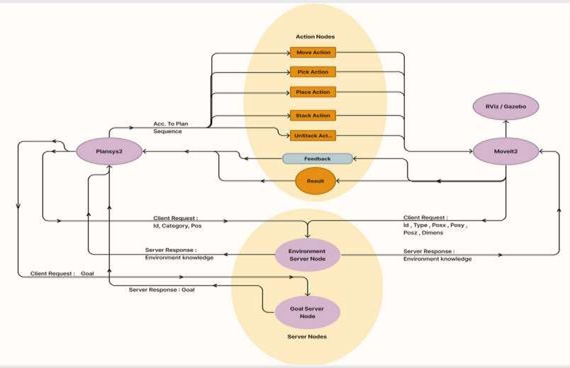 Action Nodes
Move Action
Pick Action
Place Action
Stack Action
UnStack Act...
Feedback
Result
RViz / Gazebo
Acc. To Plan
Sequence
Plansys2
MoveIt2
Client Request :
Id, Category, Pos
Client Request :
Id , Type , Posx , Posy ,
Posz , Dimens
Environment
Server Node
Server Response :
Environment knowledge
Server Response :
Environment knowledge
Client Request : Goal
Server Response : Goal
Goal Server
Node
Server Nodes